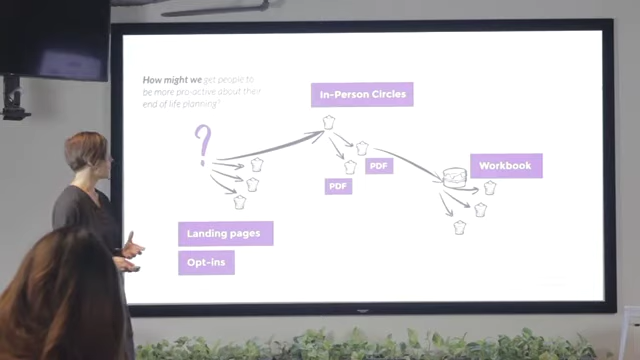 How might we get people to
be more pro-active about their
end of life planning?
?
In-Person Circles
PDF
PDF
Workbook
Landing pages
Opt-ins